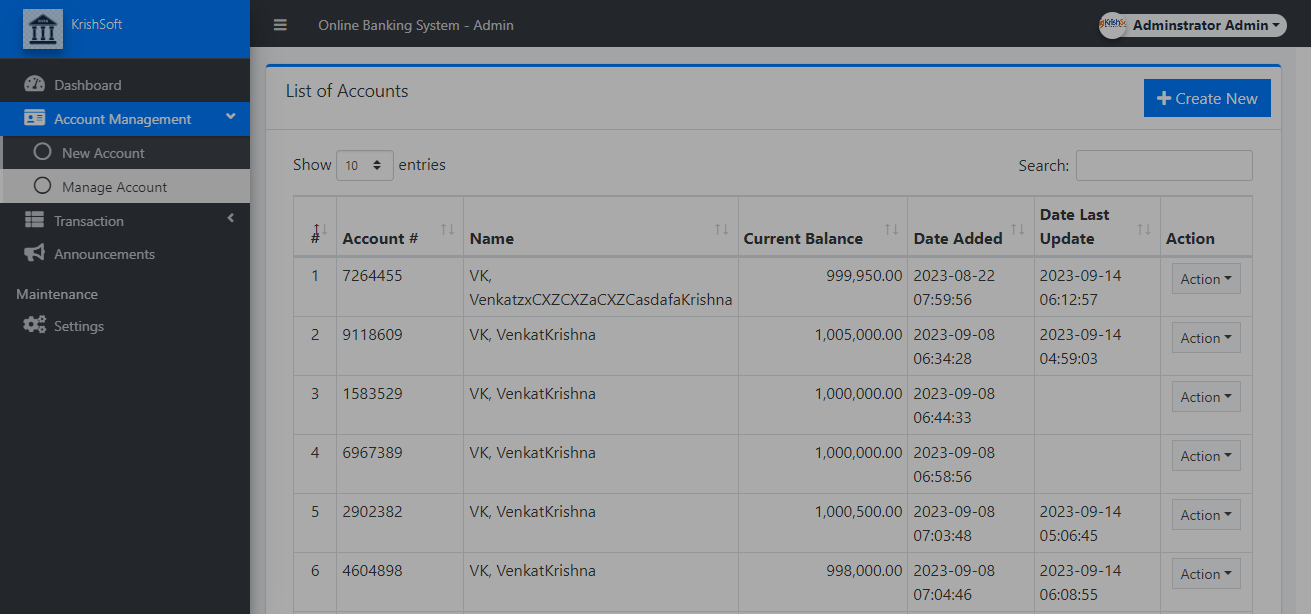 KrishSoft
Online Banking System - Admin
Adminstrator Admin
Dashboard
Account Management
New Account
Manage Account
Transaction
Announcements
Maintenance
Settings
List of Accounts
Create New
Show 10 entries
Search:
# Account # Name Current Balance Date Added Date Last Update Action
1 7264455 VK, VenkatzxCXZCXZaCXZCasdafaKrishna 999,950.00 2023-08-22 07:59:56 2023-09-14 06:12:57 Action
2 9118609 VK, VenkatKrishna 1,005,000.00 2023-09-08 06:34:28 2023-09-14 04:59:03 Action
3 1583529 VK, VenkatKrishna 1,000,000.00 2023-09-08 06:44:33 Action
4 6967389 VK, VenkatKrishna 1,000,000.00 2023-09-08 06:58:56 Action
5 2902382 VK, VenkatKrishna 1,000,500.00 2023-09-08 07:03:48 2023-09-14 05:06:45 Action
6 4604898 VK, VenkatKrishna 998,000.00 2023-09-08 07:04:46 2023-09-14 06:08:55 Action